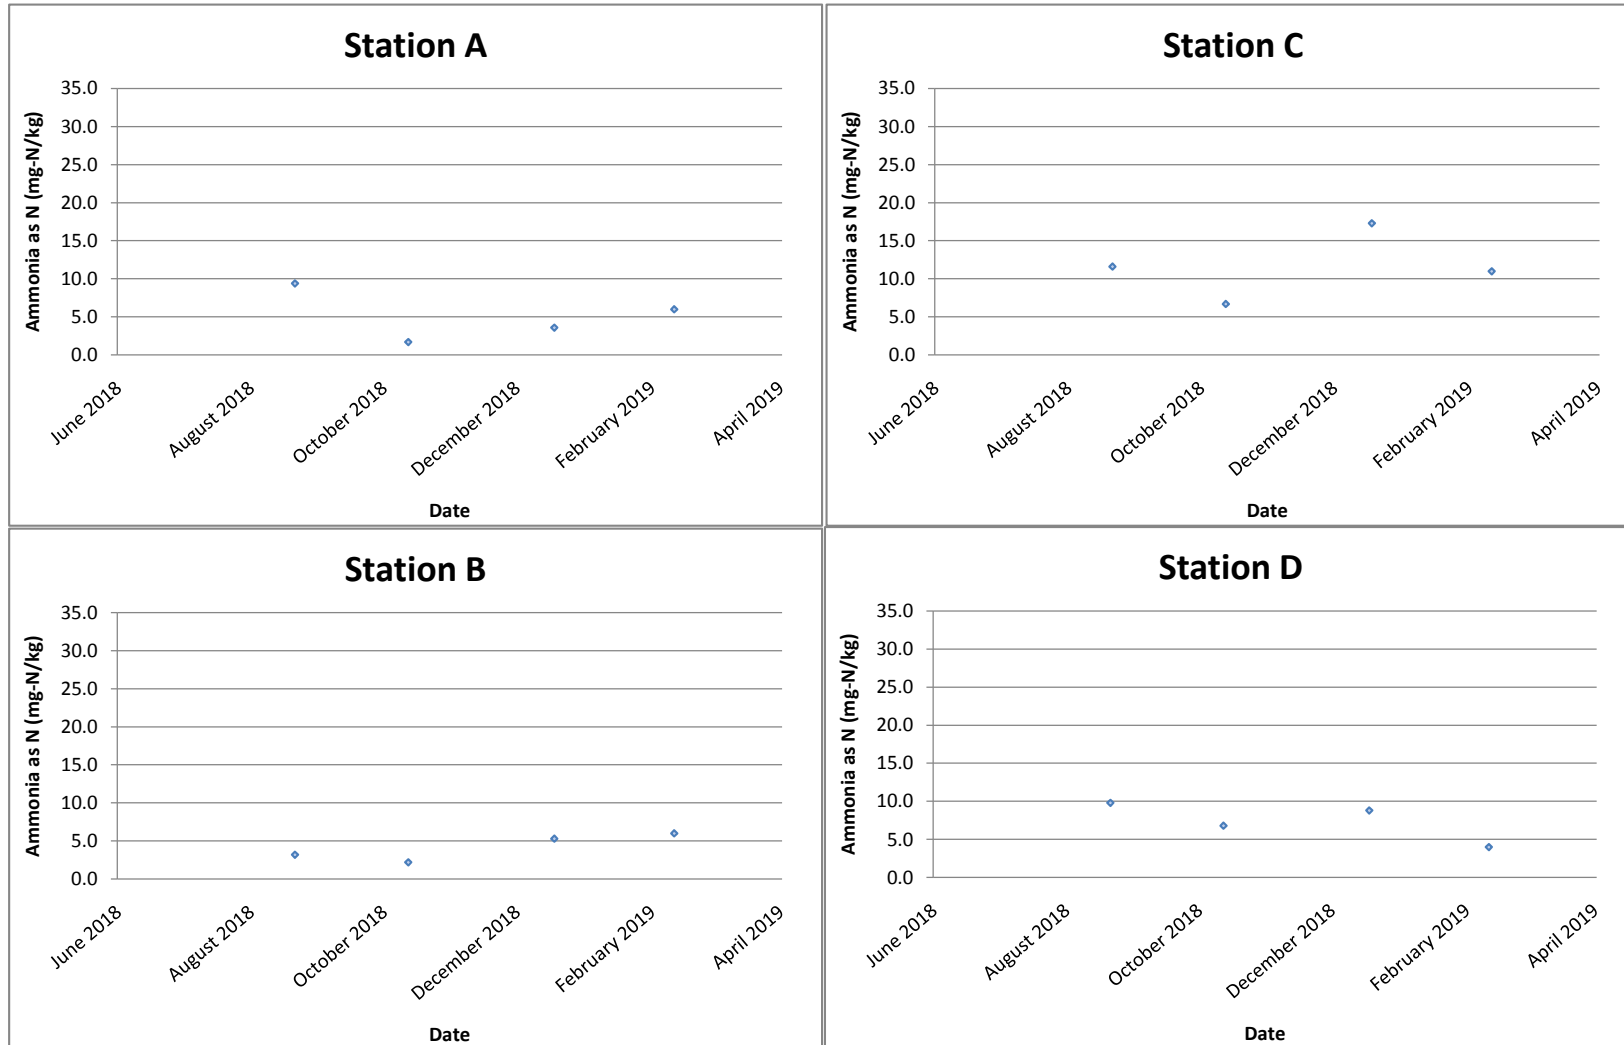 Station A
Ammonia as N (mg-N/kg)
35.0
30.0
25.0
20.0
15.0
10.0
5.0
0.0
June 2018
August 2018
October 2018
December 2018
February 2019
April 2019
Date
Station C
Ammonia as N (mg-N/kg)
35.0
30.0
25.0
20.0
15.0
10.0
5.0
0.0
June 2018
August 2018
October 2018
December 2018
February 2019
April 2019
Date
Station B
Ammonia as N (mg-N/kg)
35.0
30.0
25.0
20.0
15.0
10.0
5.0
0.0
June 2018
August 2018
October 2018
December 2018
February 2019
April 2019
Date
Station D
Ammonia as N (mg-N/kg)
35.0
30.0
25.0
20.0
15.0
10.0
5.0
0.0
June 2018
August 2018
October 2018
December 2018
February 2019
April 2019
Date